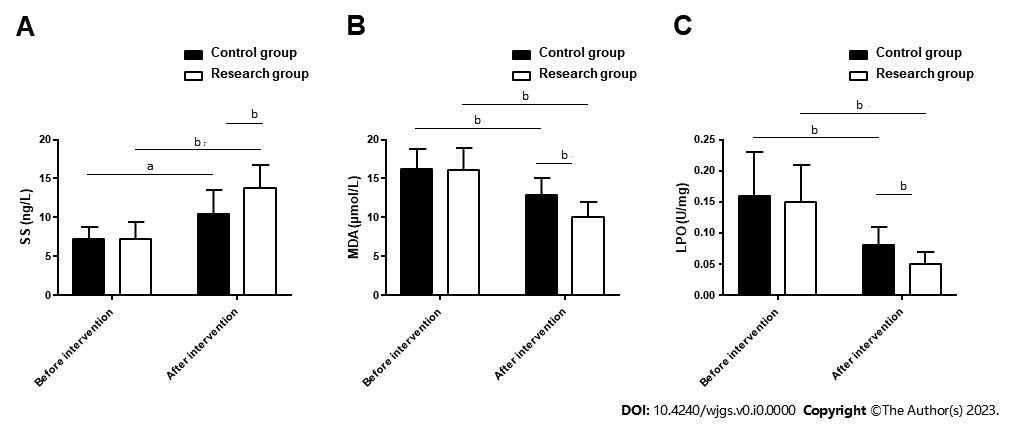 A
Control group
Research group
b
b
a
20
15
10
5
0
SS (ng/L)
Before intervention
After intervention
B
Control group
Research group
b
b
b
20
15
10
5
0
MDA (μmol/L)
Before intervention
After intervention
C
Control group
Research group
b
b
b
0.25
0.20
0.15
0.10
0.05
0.00
LPO (U/mg)
Before intervention
After intervention
DOI: 10.4240/wjgs.v0.i0.0000 Copyright ©The Author(s) 2023.